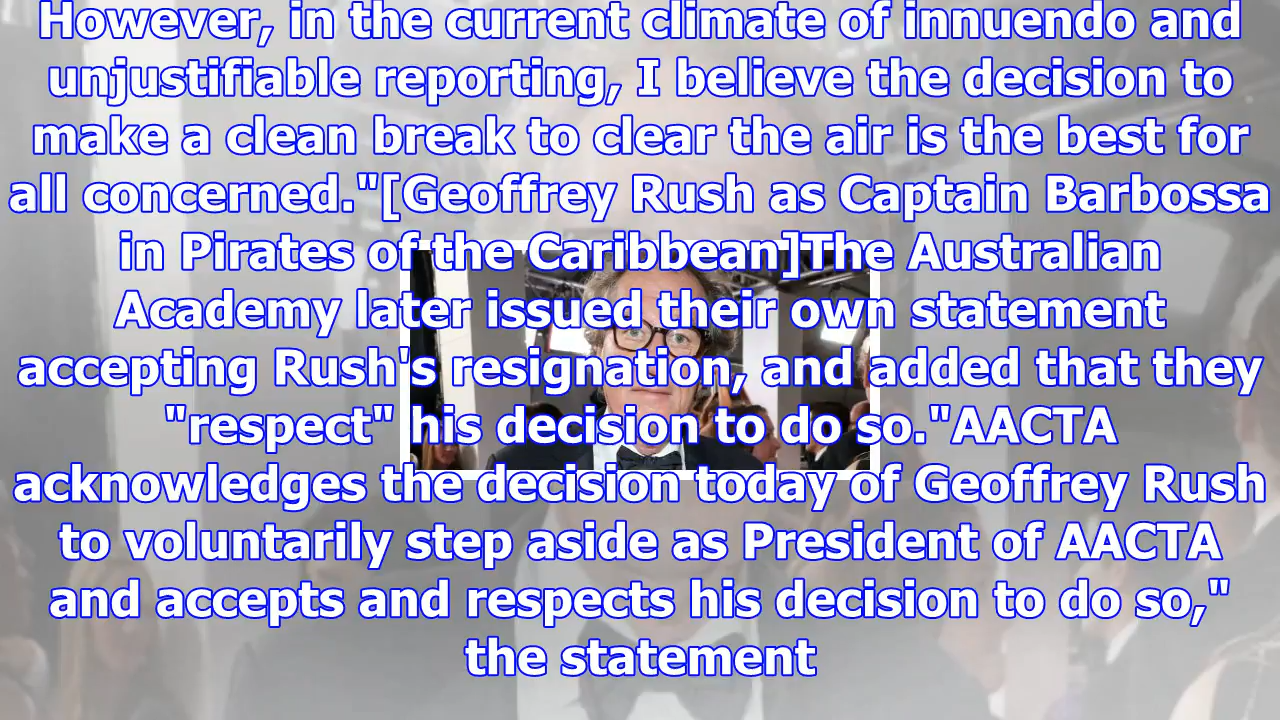 However, in the current climate of innuendo and
unjustifiable reporting, I believe the decision to
make a clean break to clear the air is the best for
all concerned."[Geoffrey Rush as Captain Barbossa
in Pirates of the Caribbean]The Australian
Academy later issued their own statement
accepting Rush's resignation, and added that they
"respect" his decision to do so."AACTA
acknowledges the decision today of Geoffrey Rush
to voluntarily step aside as President of AACTA
and accepts and respects his decision to do so,"
the statement